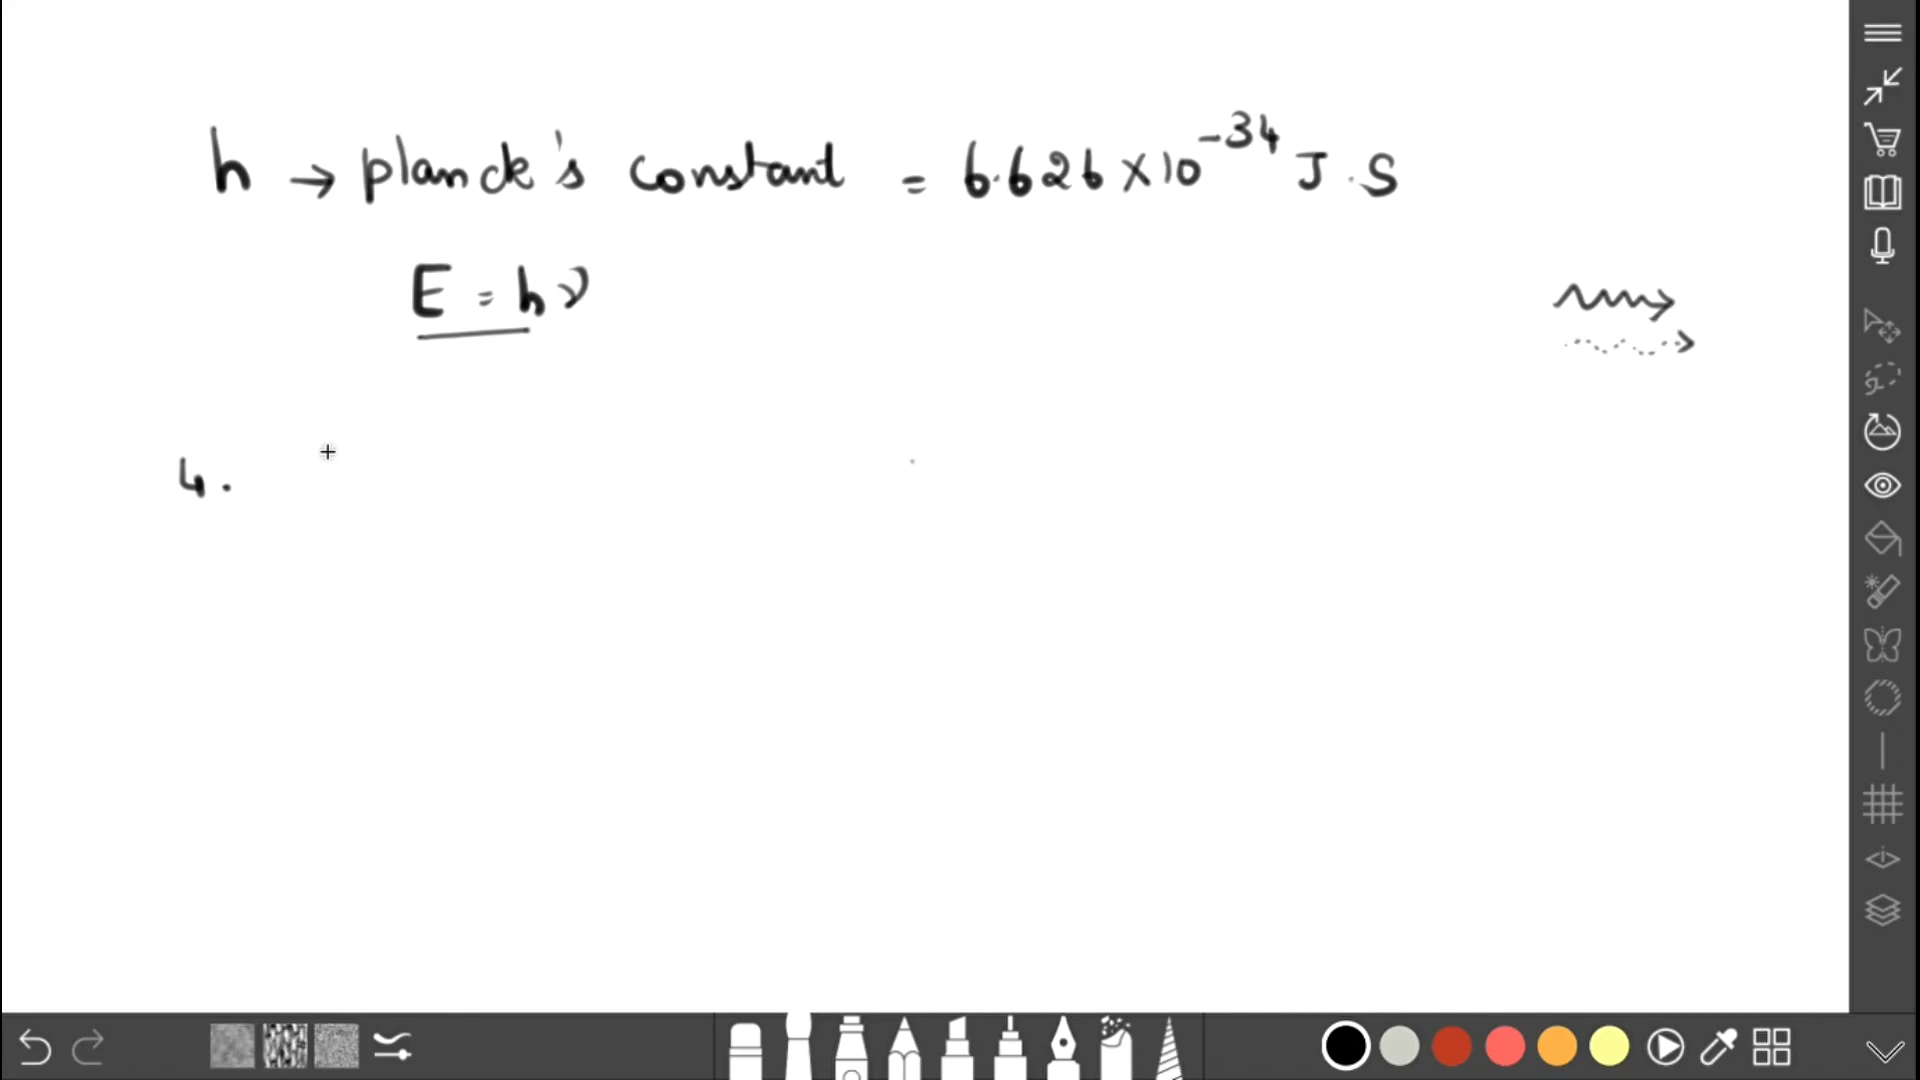 h → planck's constant = 6.626 × 10⁻³⁴ J.S
E = hν
4.